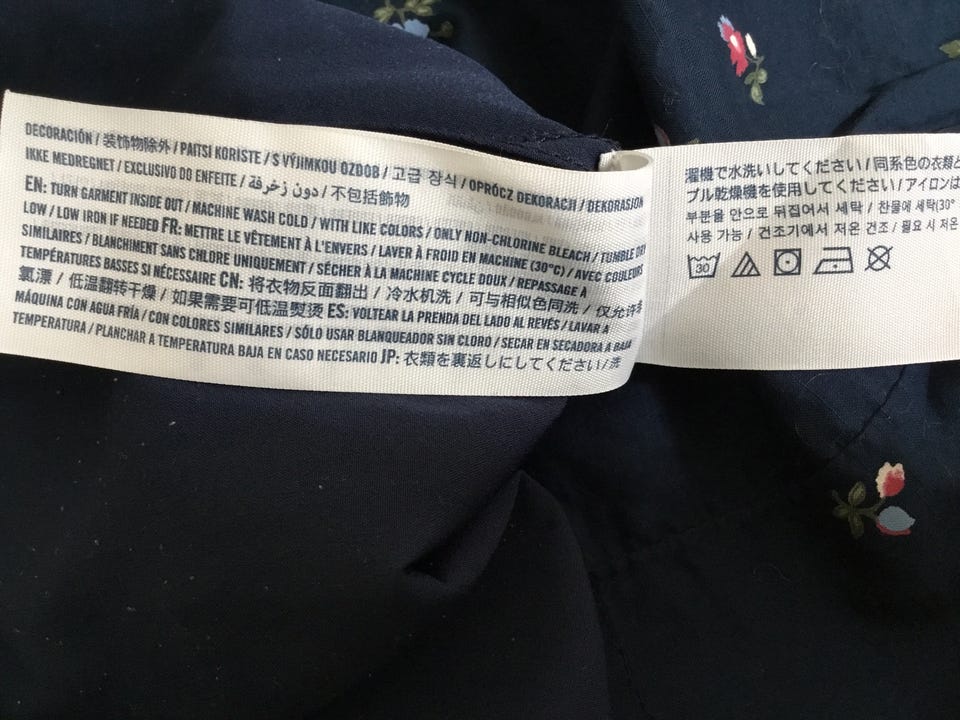 DECORACIÓN / 装飾物除外 / PAITSI KORISTE / S VÝJIMKOU OZDOB / 고급 장식 / OPRÓCZ DEKORACJI / DEKORASJON
IKKE MEDREGNET / EXCLUSIVO DO ENFEITE / دون زخرفة / 不包括飾物
EN: TURN GARMENT INSIDE OUT / MACHINE WASH COLD / WITH LIKE COLORS / ONLY NON-CHLORINE BLEACH / TUMBLE DRY
LOW / LOW IRON IF NEEDED FR: METTRE LE VÊTEMENT À L'ENVERS / LAVER À FROID EN MACHINE (30°C) / AVEC COULEURS
SIMILAIRES / BLANCHIMENT SANS CHLORE UNIQUEMENT / SÉCHER À LA MACHINE CYCLE DOUX / REPASSAGE À
TEMPÉRATURES BASSES SI NÉCESSAIRE CN: 将衣物反面翻出 / 冷水机洗 / 可与相似色同洗 / 仅允许非
氯漂 / 低温翻转干燥 / 如果需要可低温熨烫 ES: VOLTEAR LA PRENDA DEL LADO AL REVÉS / LAVAR A
MÁQUINA CON AGUA FRÍA / CON COLORES SIMILARES / SÓLO USAR BLANQUEADOR SIN CLORO / SECAR EN SECADORA A BAJA
TEMPERATURA / PLANCHAR A TEMPERATURA BAJA EN CASO NECESARIO JP: 衣類を裏返しにしてください / 洗
濯機で水洗いしてください / 同系色の衣類と
ブル乾燥機を使用してください / アイロンは
부분을 안으로 뒤집어서 세탁 / 찬물에 세탁(30°
사용 가능 / 건조기에서 저온 건조 / 필요 시 저온
30